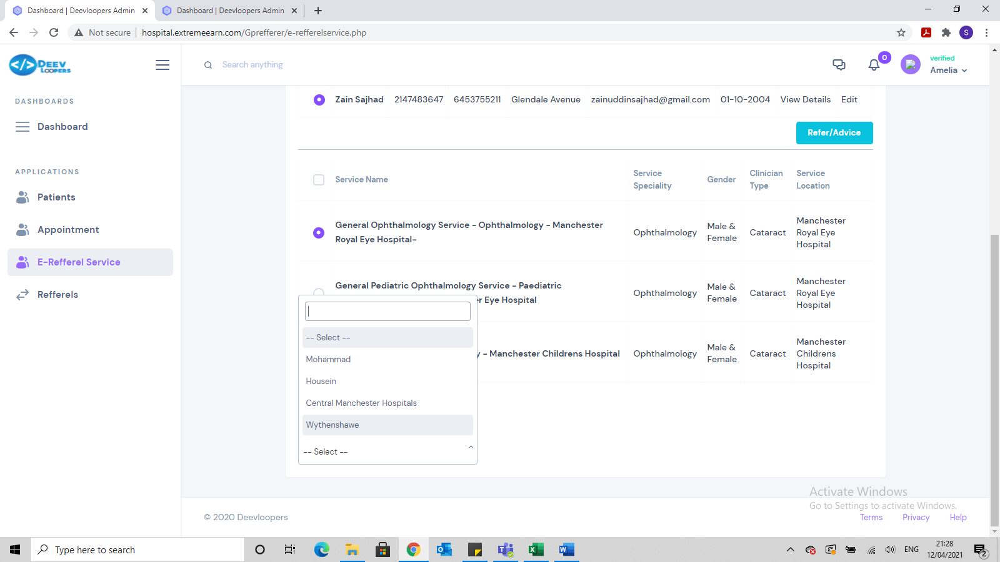 Dashboard | Deevloopers Admin
Dashboard | Deevloopers Admin
Not secure
hospital.extremeearn.com/Gprefferer/e-refferelservice.php
S
DEEV
LOOPERS
Search anything
0
verified
Amelia
DASHBOARDS
Dashboard
APPLICATIONS
Patients
Appointment
E-Refferel Service
Refferels
Zain Sajhad 2147483647 6453755211 Glendale Avenue zainuddinsajhad@gmail.com 01-10-2004 View Details Edit
Refer/Advice
Service Name
Service
Speciality
Gender
Clinician
Type
Service
Location
General Ophthalmology Service - Ophthalmology - Manchester
Royal Eye Hospital-
Ophthalmology
Male &
Female
Cataract
Manchester
Royal Eye
Hospital
General Pediatric Ophthalmology Service - Paediatric
er Eye Hospital
Ophthalmology
Male &
Female
Cataract
Manchester
Royal Eye
Hospital
y - Manchester Childrens Hospital
Ophthalmology
Male &
Female
Cataract
Manchester
Childrens
Hospital
-- Select --
Mohammad
Housein
Central Manchester Hospitals
Wythenshawe
-- Select --
Activate Windows
Go to Settings to activate Windows.
© 2020 Deevloopers
Terms Privacy Help
Type here to search
ENG
21:28
12/04/2021
2